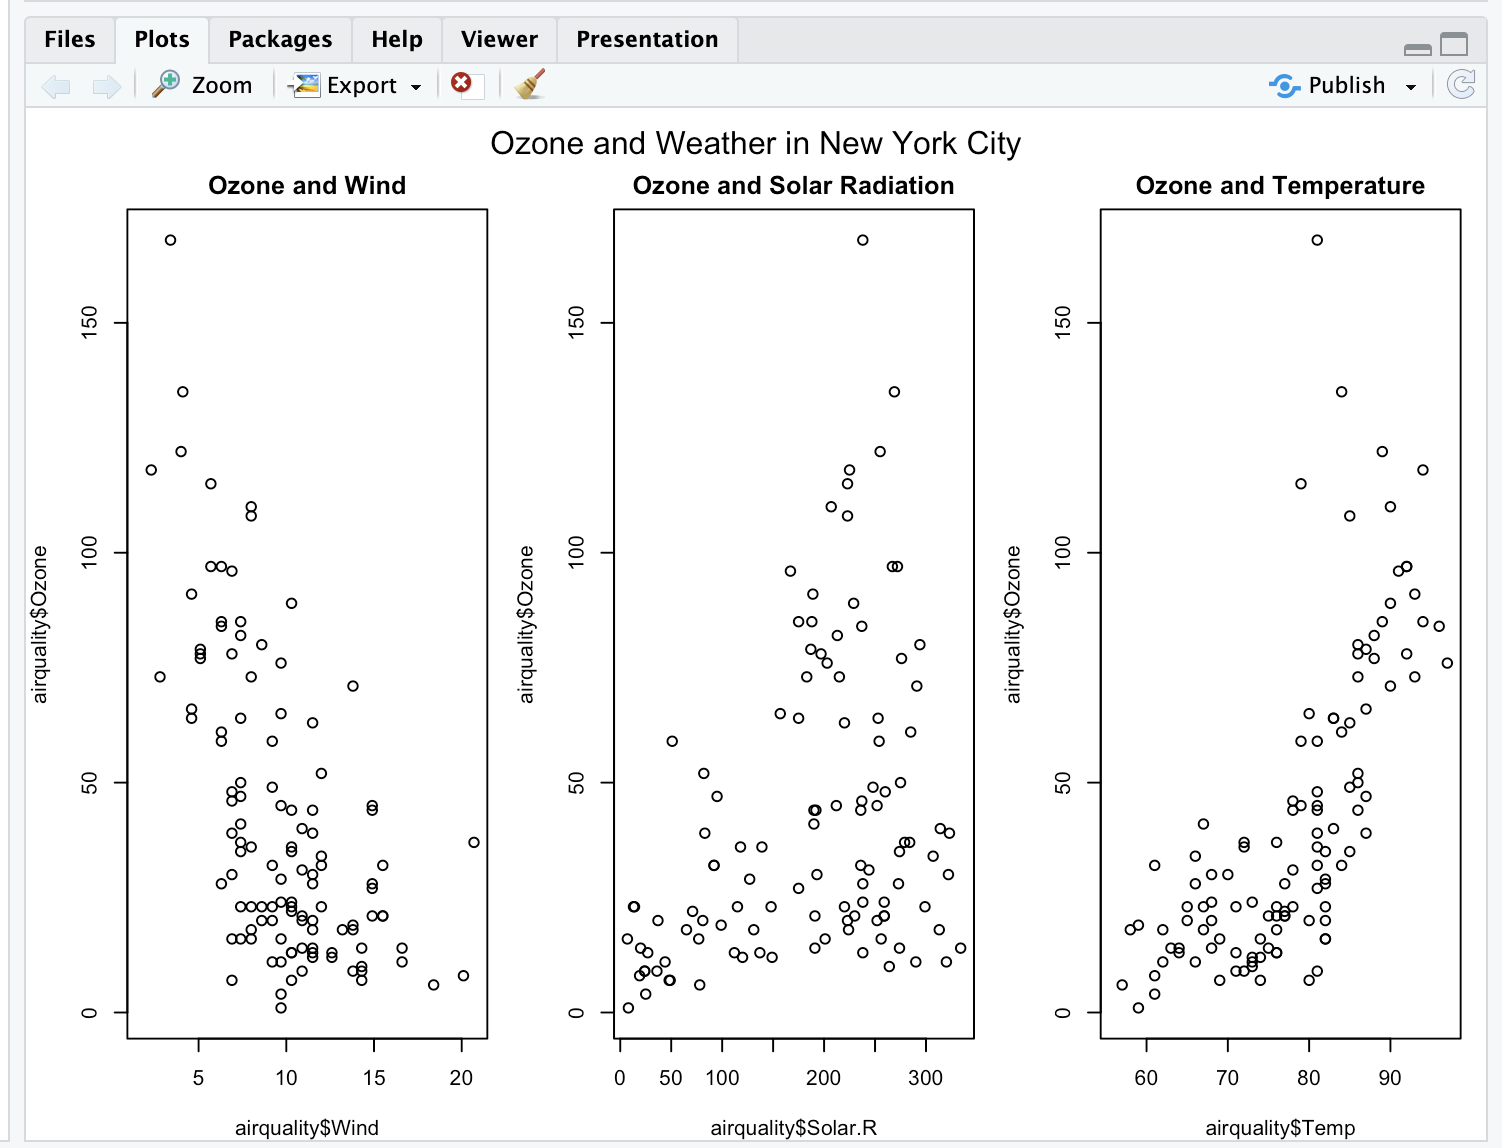 Files Plots Packages Help Viewer Presentation
Zoom Export Publish
Ozone and Weather in New York City
Ozone and Wind
airquality$Ozone
0 50 100 150
5 10 15 20
airquality$Wind
Ozone and Solar Radiation
airquality$Ozone
0 50 100 150
0 50 100 200 300
airquality$Solar.R
Ozone and Temperature
airquality$Ozone
0 50 100 150
60 70 80 90
airquality$Temp